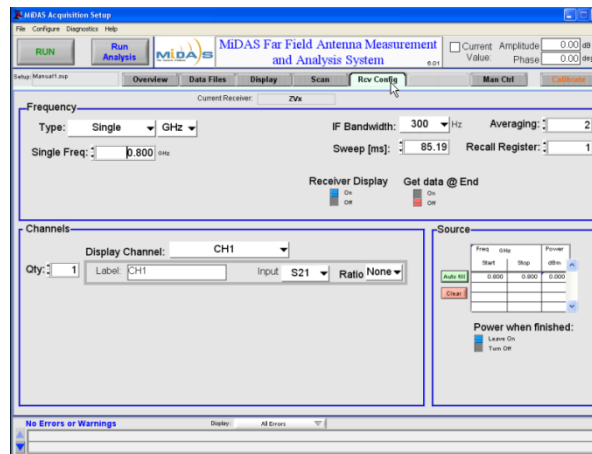 MiDAS Acquisition Setup
File Configure Diagnostics Help
RUN
Run Analysis
MiDAS
MiDAS Far Field Antenna Measurement and Analysis System 6.01
Current Value: Amplitude 0.00 dB
Phase 0.00 deg
Setup: Manual1.sup
Overview Data Files Display Scan Rcv Config Man Ctrl Calibrate
Current Receiver: ZVx
Frequency
Type: Single GHz
IF Bandwidth: 300 Hz Averaging: 2
Single Freq: 0.800 GHz
Sweep [ms]: 85.19 Recall Register: 1
Receiver Display Get data @ End
On On
Off Off
Channels
Source
Display Channel: CH1
Freq GHz Power
Start Stop dBm
Qty: 1 Label: CH1 Input S21 Ratio None
Auto fill 0.800 0.800 0.000
Clear
Power when finished:
Leave On
Turn Off
No Errors or Warnings Display: All Errors